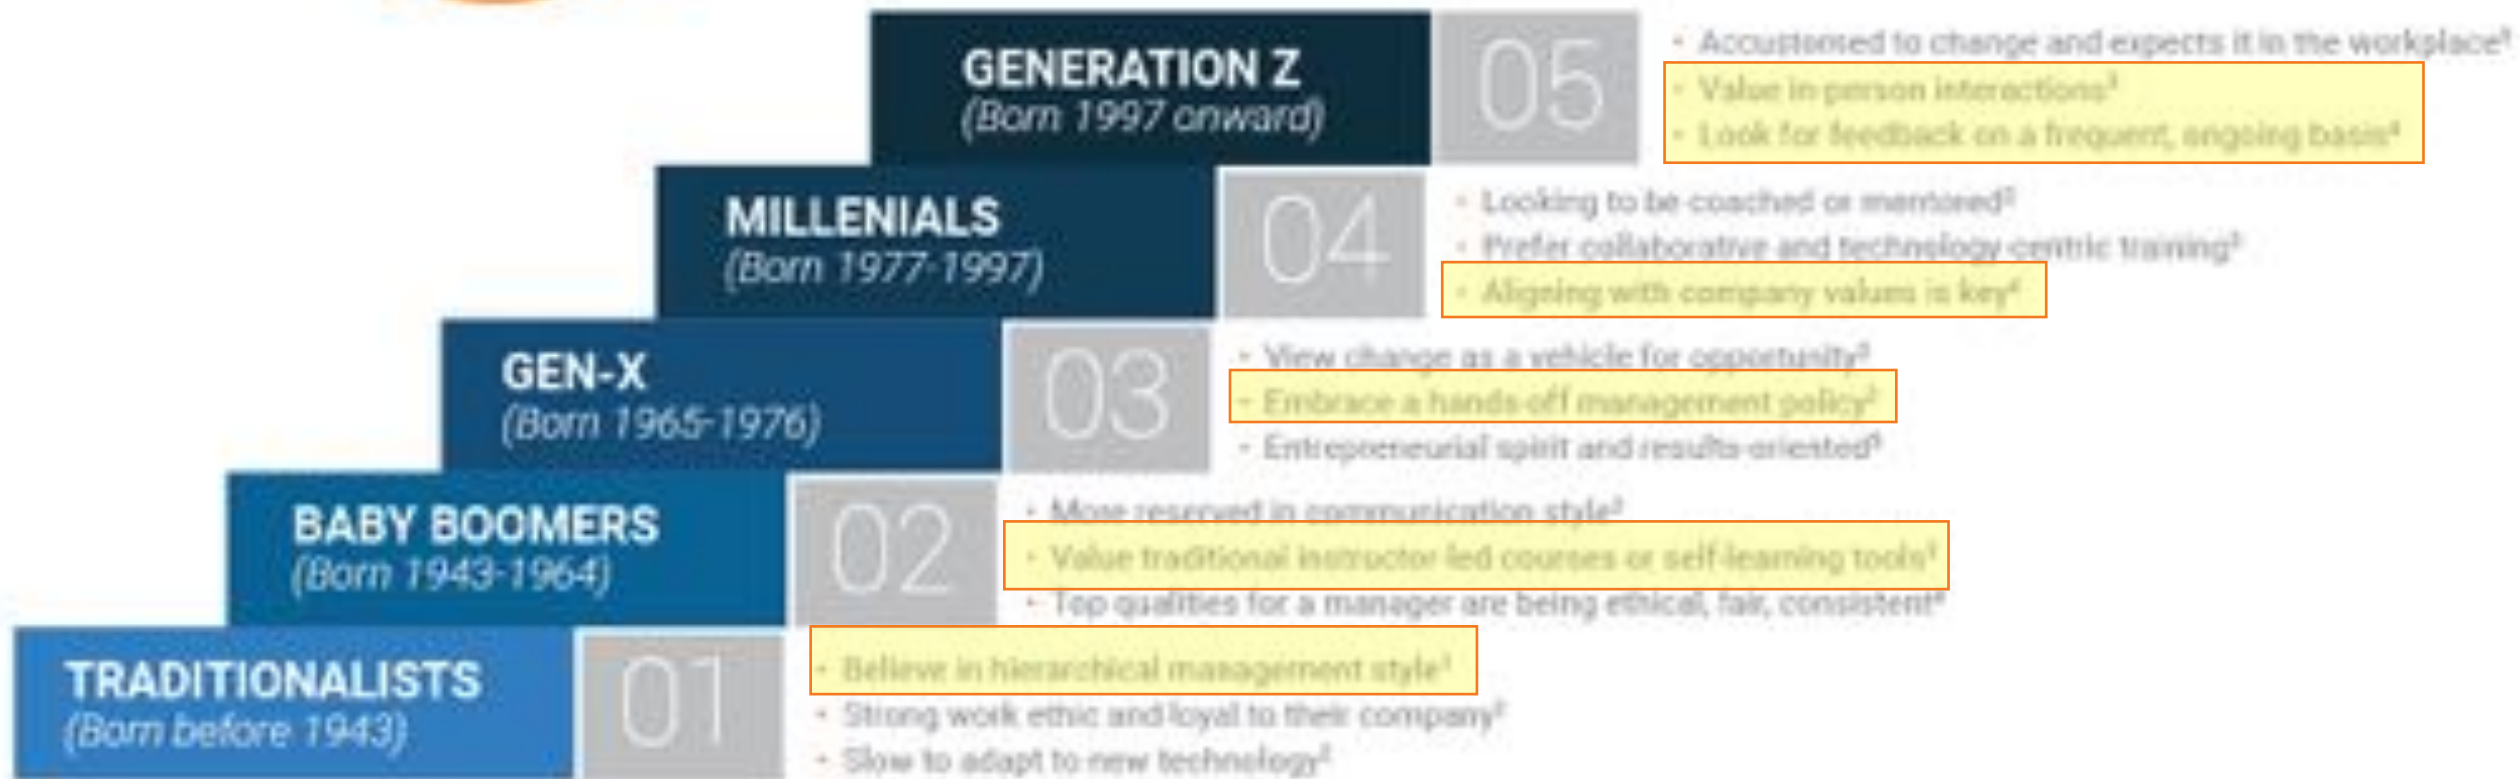 GENERATION Z
(Born 1997 onward)
05
• Accustomed to change and expects it in the workplace
• Value in-person interactions³
• Look for feedback on a frequent, ongoing basis⁴
MILLENIALS
(Born 1977-1997)
04
• Looking to be coached or mentored
• Prefer collaborative and technology-centric training
• Aligning with company values is key⁴
GEN-X
(Born 1965-1976)
03
• View change as a vehicle for opportunity
• Embrace a hands-off management policy
• Entrepreneurial spirit and results-oriented
BABY BOOMERS
(Born 1943-1964)
02
• More reserved in communication style
• Value traditional instructor-led courses or self-learning tools
• Top qualities for a manager are being ethical, fair, consistent⁴
TRADITIONALISTS
(Born before 1943)
01
• Believe in hierarchical management style¹
• Strong work ethic and loyal to their company
• Slow to adapt to new technology